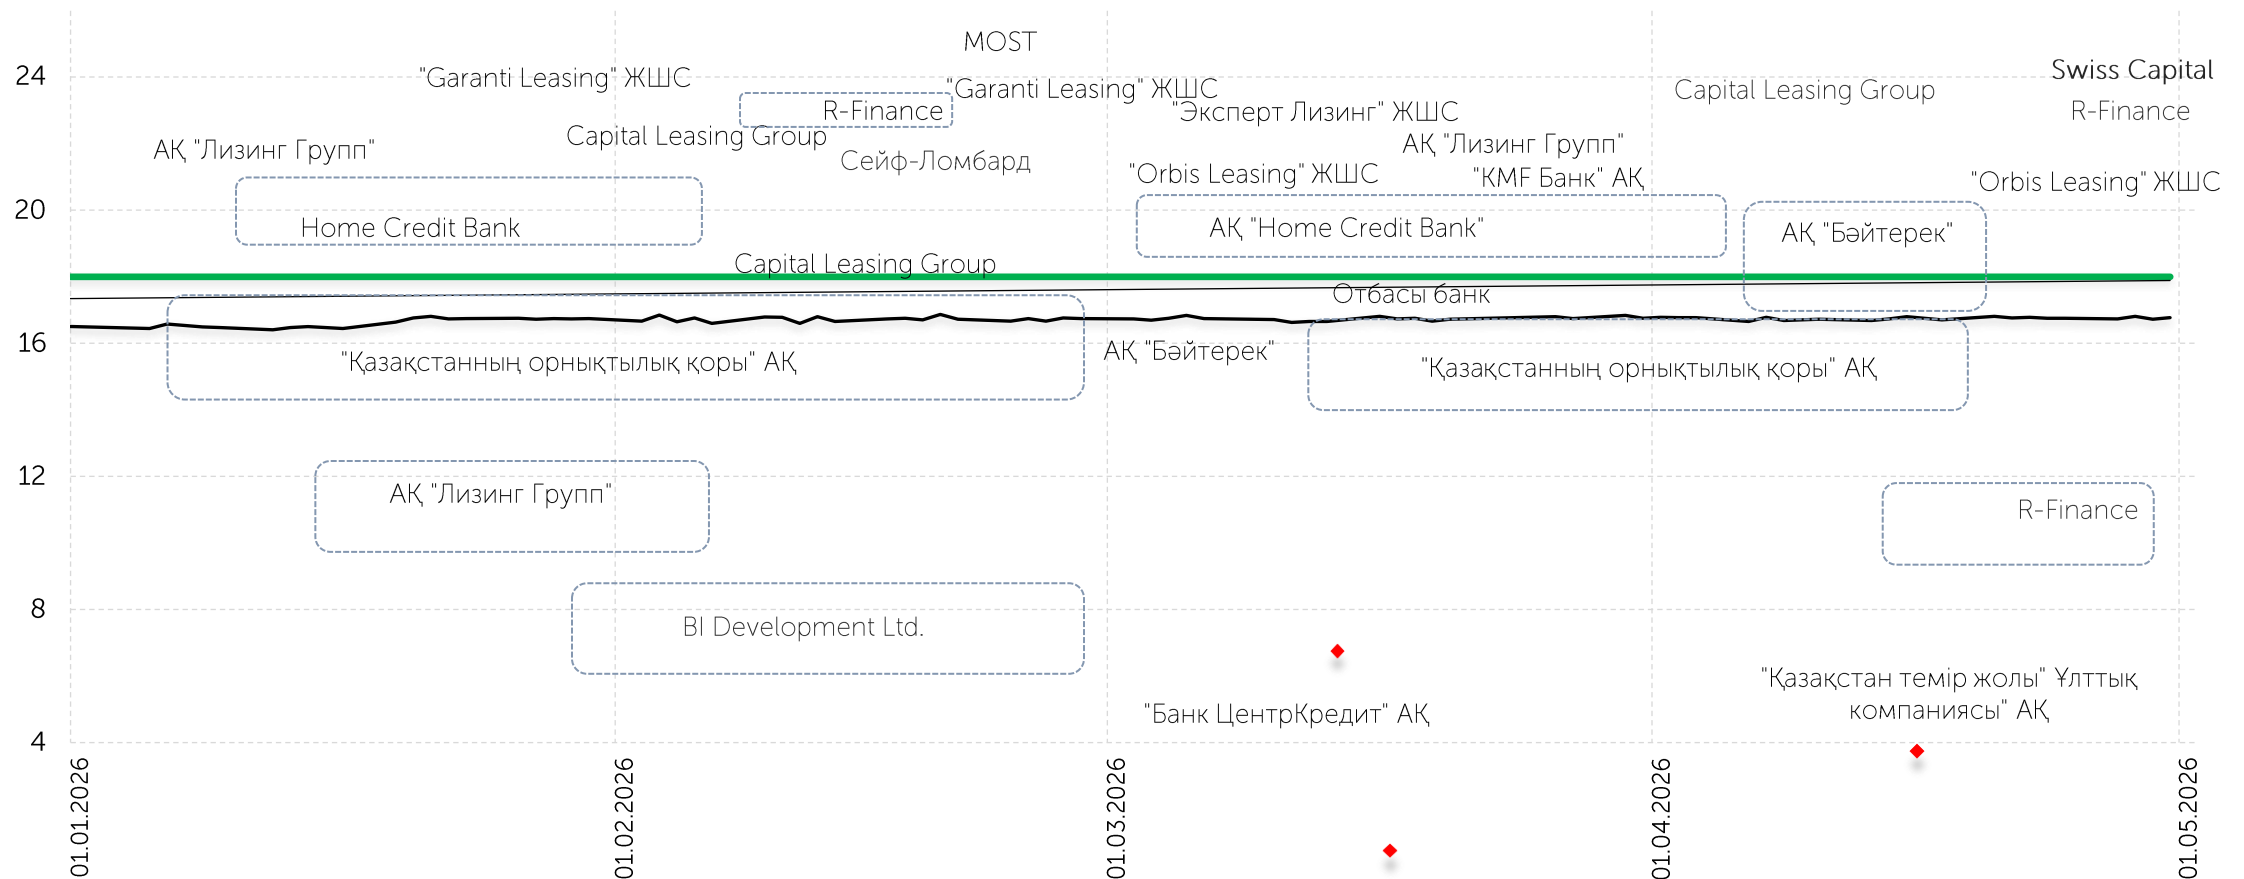 MOST
24
"Garanti Leasing" ЖШС
"Garanti Leasing" ЖШС
Swiss Capital
Capital Leasing Group
R-Finance
"Эксперт Лизинг" ЖШС
R-Finance
Capital Leasing Group
АҚ "Лизинг Групп"
АҚ "Лизинг Групп"
Сейф-Ломбард
"Orbis Leasing" ЖШС
"KMF Банк" АҚ
"Orbis Leasing" ЖШС
20
Home Credit Bank
АҚ "Home Credit Bank"
АҚ "Бәйтерек"
Capital Leasing Group
Отбасы банк
16
"Қазақстанның орнықтылық қоры" АҚ
АҚ "Бәйтерек"
"Қазақстанның орнықтылық қоры" АҚ
12
АҚ "Лизинг Групп"
R-Finance
8
BI Development Ltd.
"Қазақстан темір жолы" Ұлттық
компаниясы" АҚ
"Банк ЦентрКредит" АҚ
4
01.01.2026
01.02.2026
01.03.2026
01.04.2026
01.05.2026